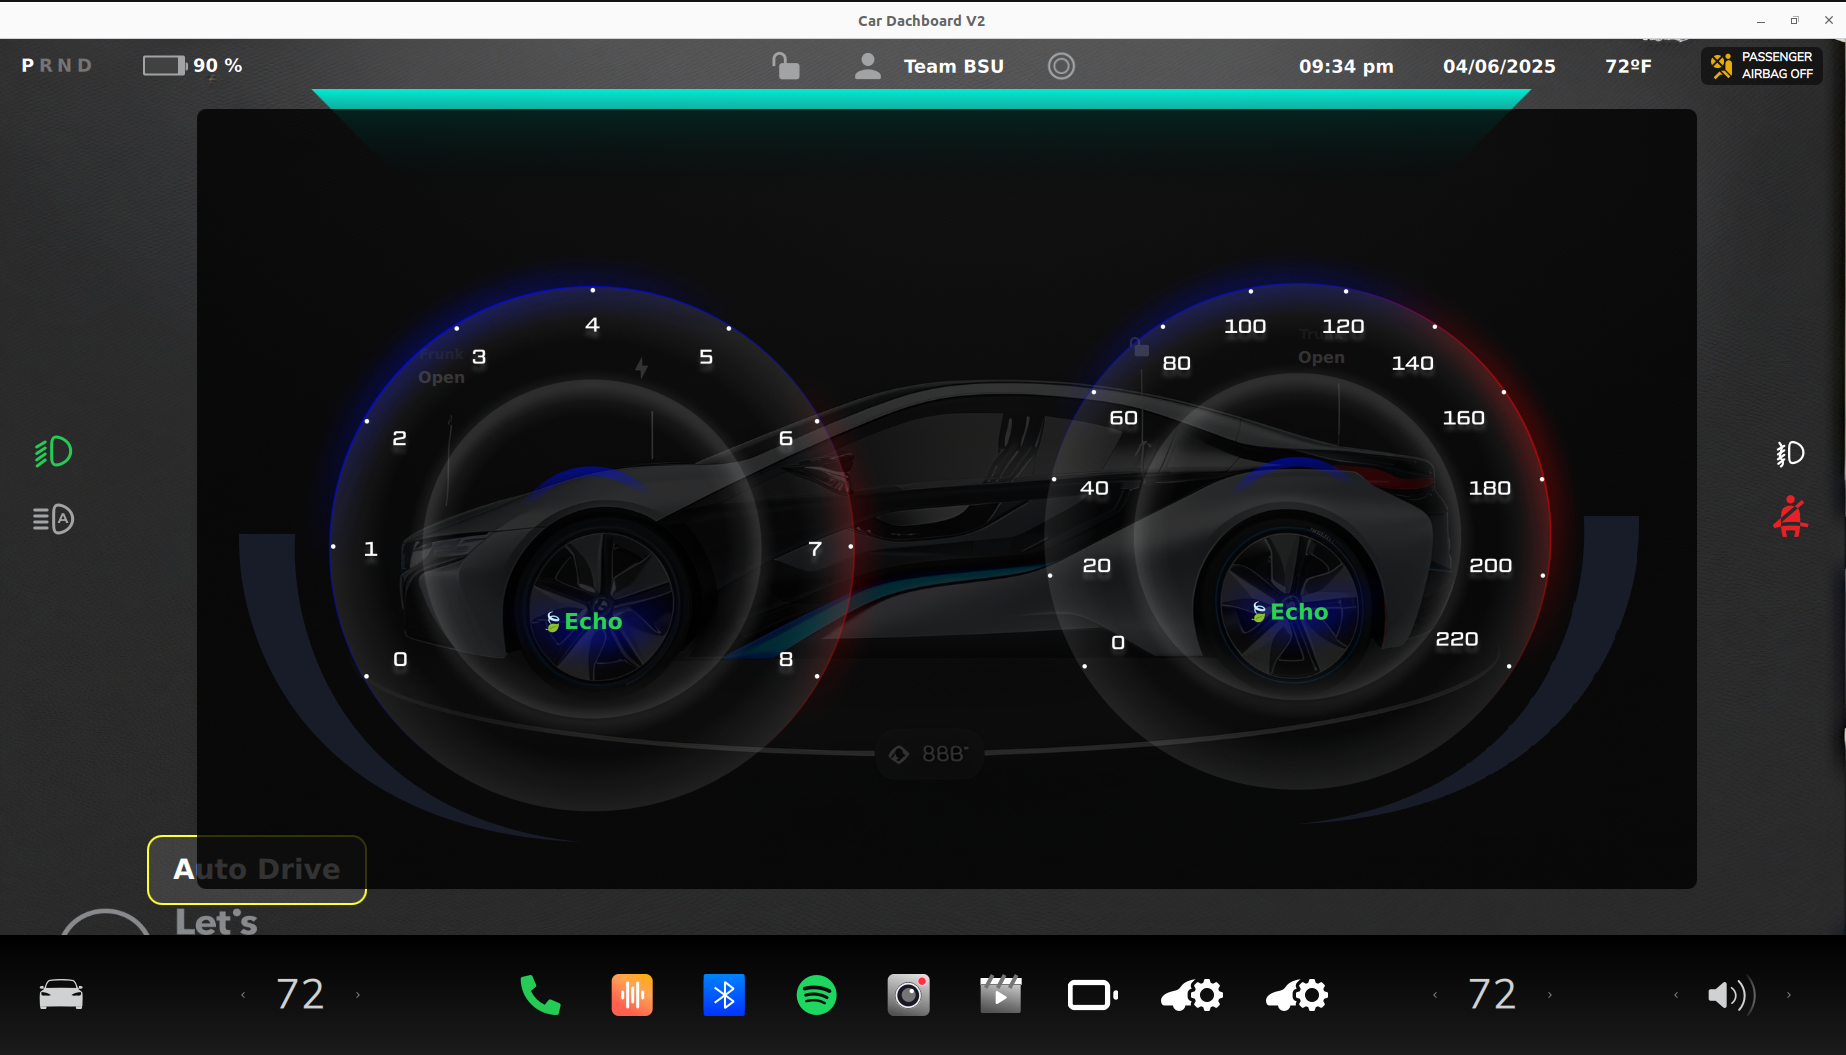 Car Dachboard V2
P R N D
90 %
Team BSU
09:34 pm
04/06/2025
72ºF
PASSENGER
AIRBAG OFF
0
1
2
3
4
5
6
7
8
Frunk
Open
Echo
0
20
40
60
80
100
120
140
160
180
200
220
Trunk
Open
Echo
888"
Auto Drive
Let's
A
‹ 72 ›
‹ 72 ›
‹ ›